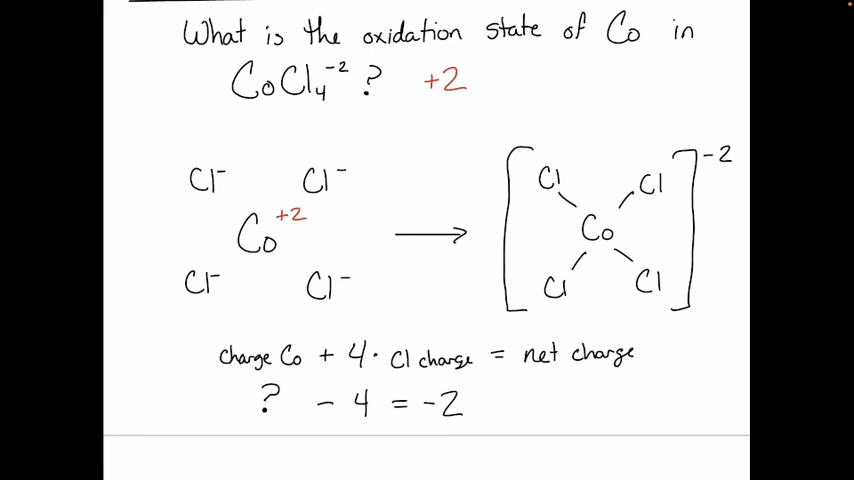 What is the oxidation state of Co in
CoCl₄⁻² ? +2
Cl⁻ Cl⁻
Co⁺²
Cl⁻ Cl⁻
Cl Cl -2
Co
Cl Cl
charge Co + 4 · Cl charge = net charge
? - 4 = -2